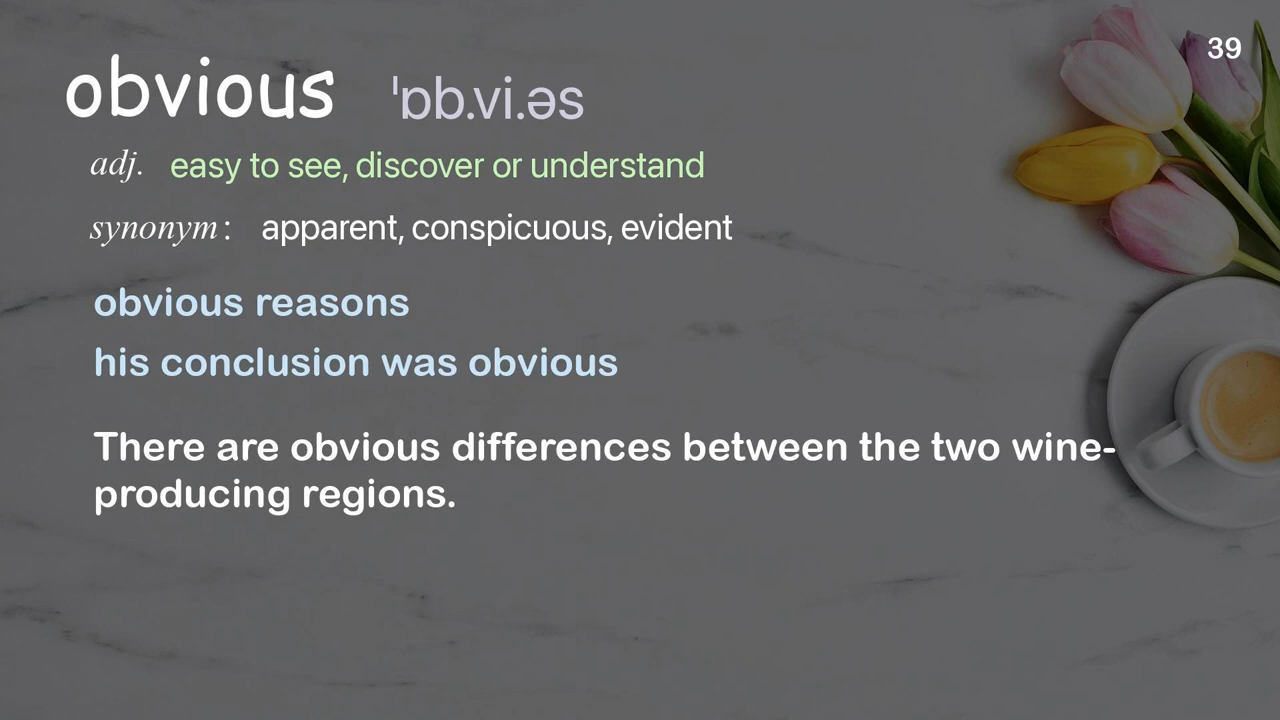 39
obvious ˈɒb.vi.əs
adj. easy to see, discover or understand
synonym: apparent, conspicuous, evident
obvious reasons
his conclusion was obvious
There are obvious differences between the two wine-
producing regions.